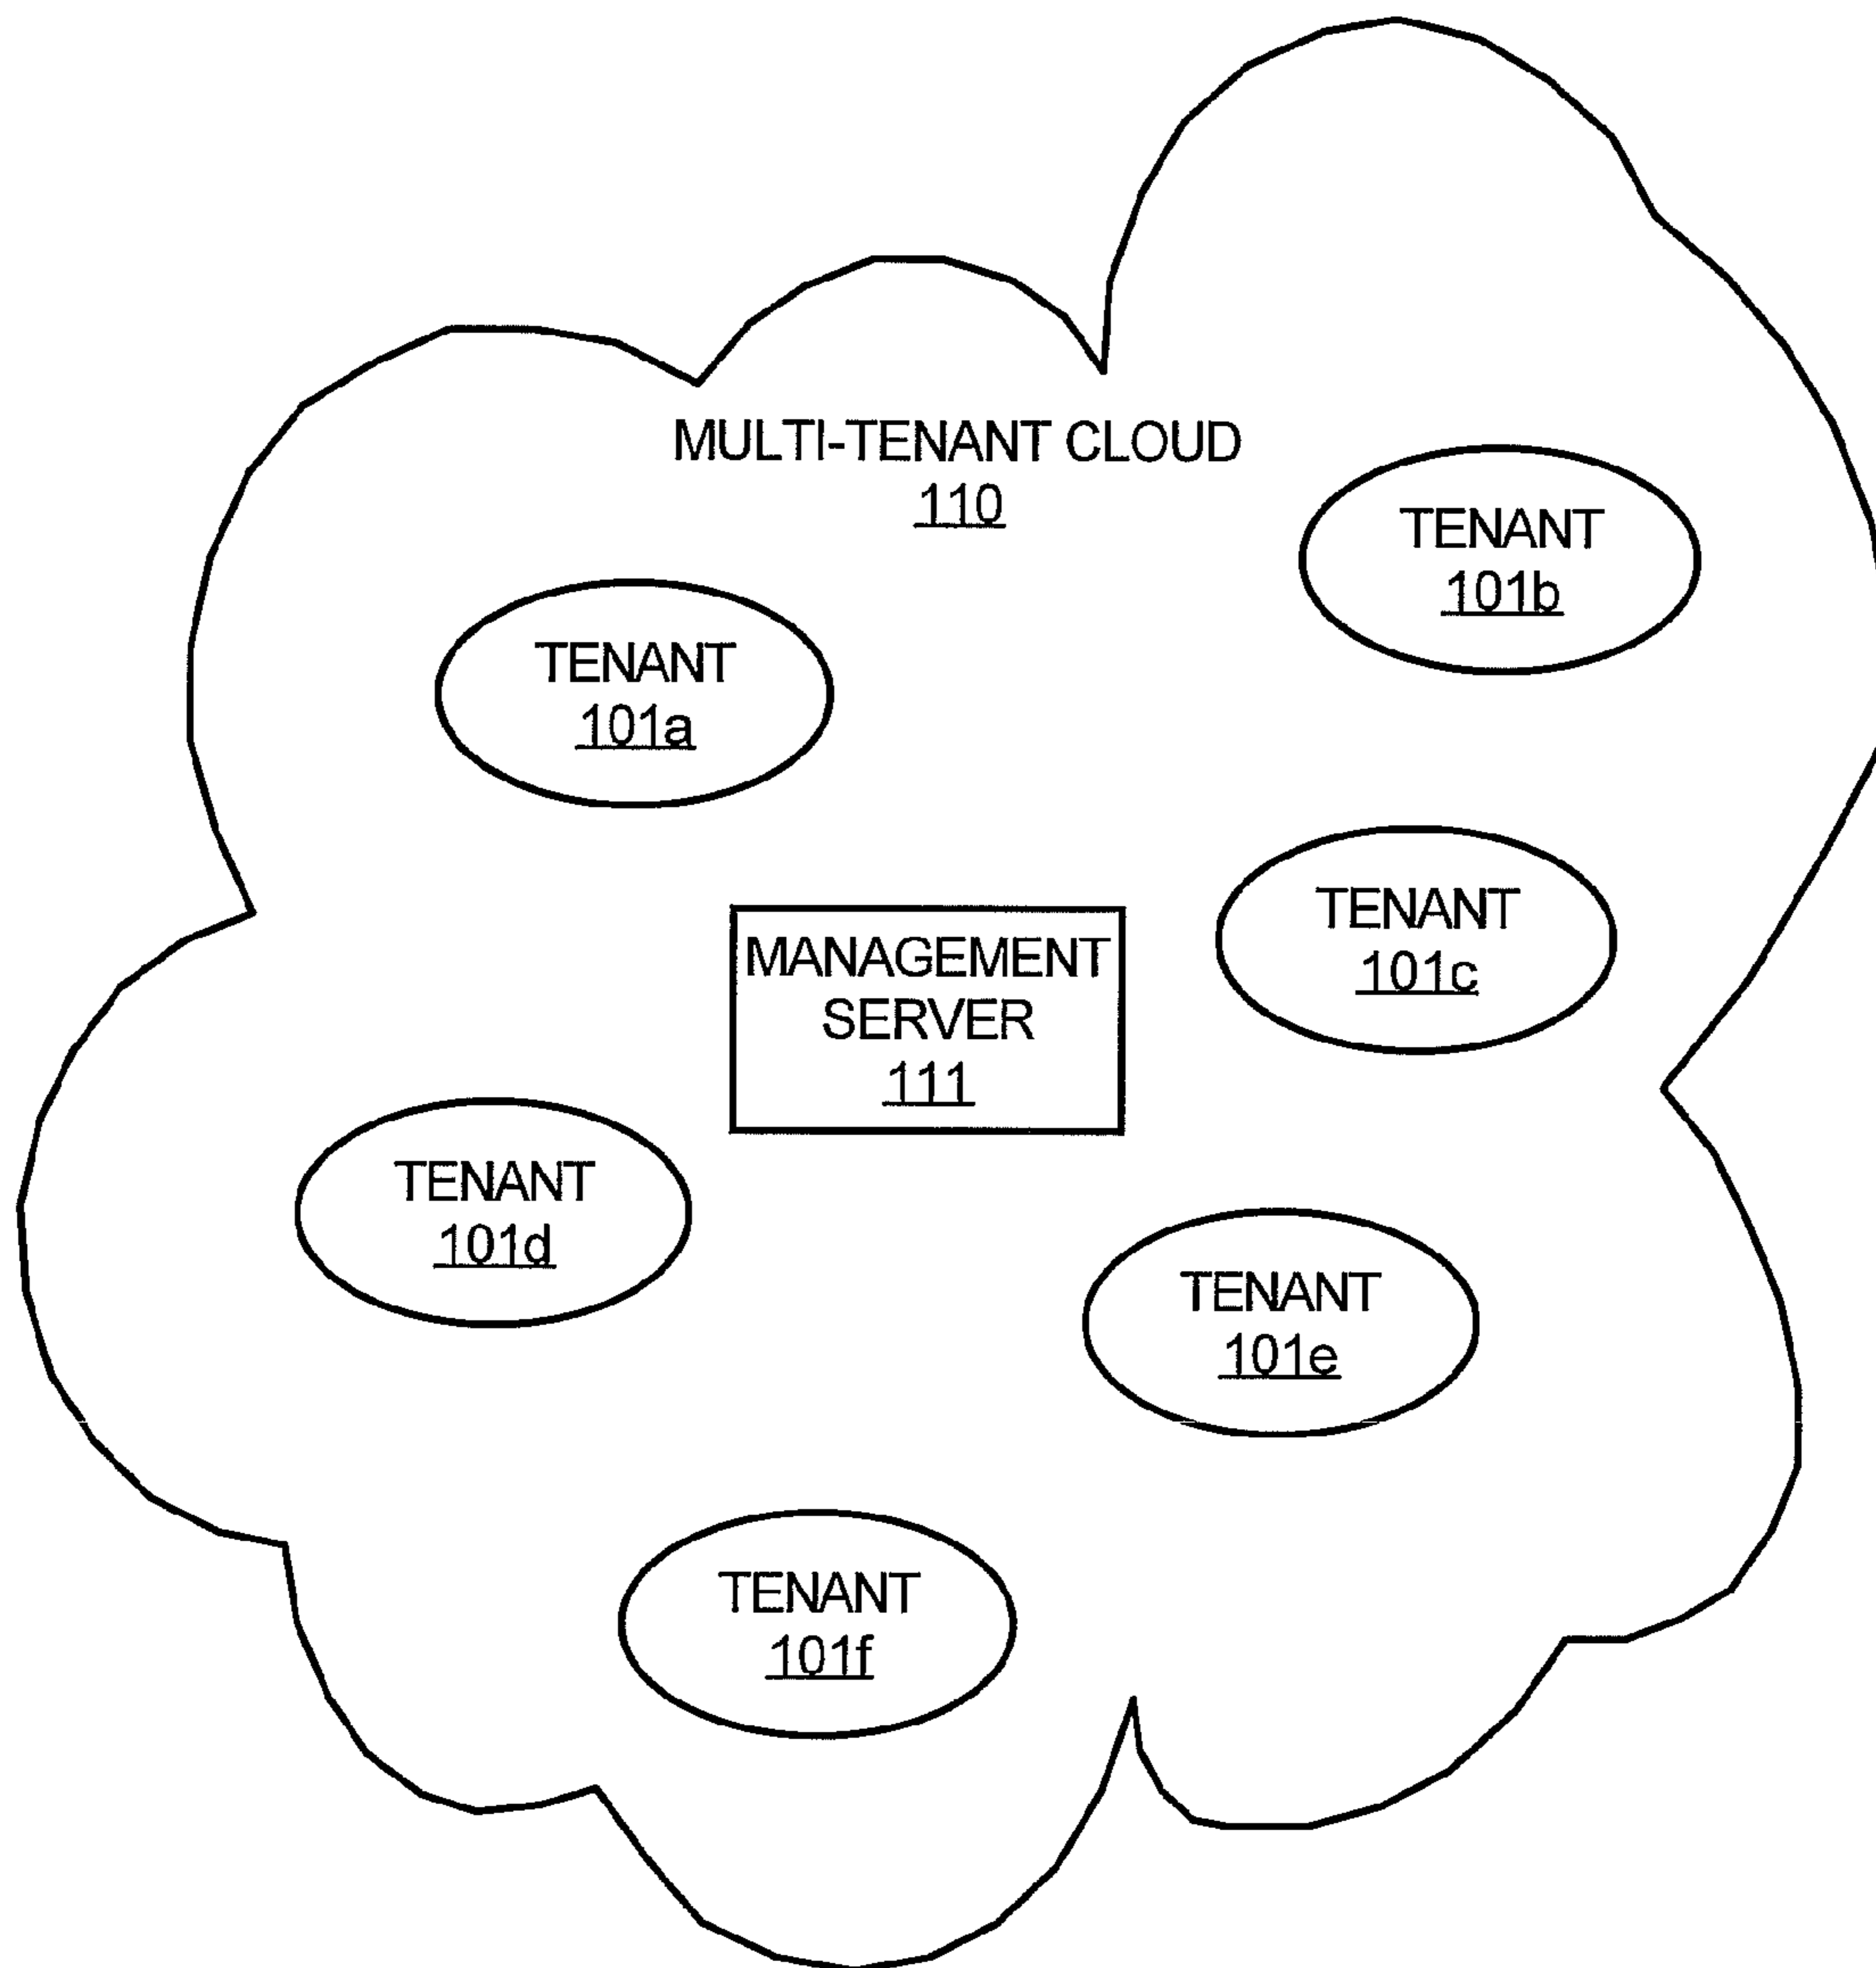 MULTI-TENANT CLOUD
110
TENANT
101b
TENANT
101a
TENANT
101c
MANAGEMENT
SERVER
111
TENANT
101d
TENANT
101e
TENANT
101f